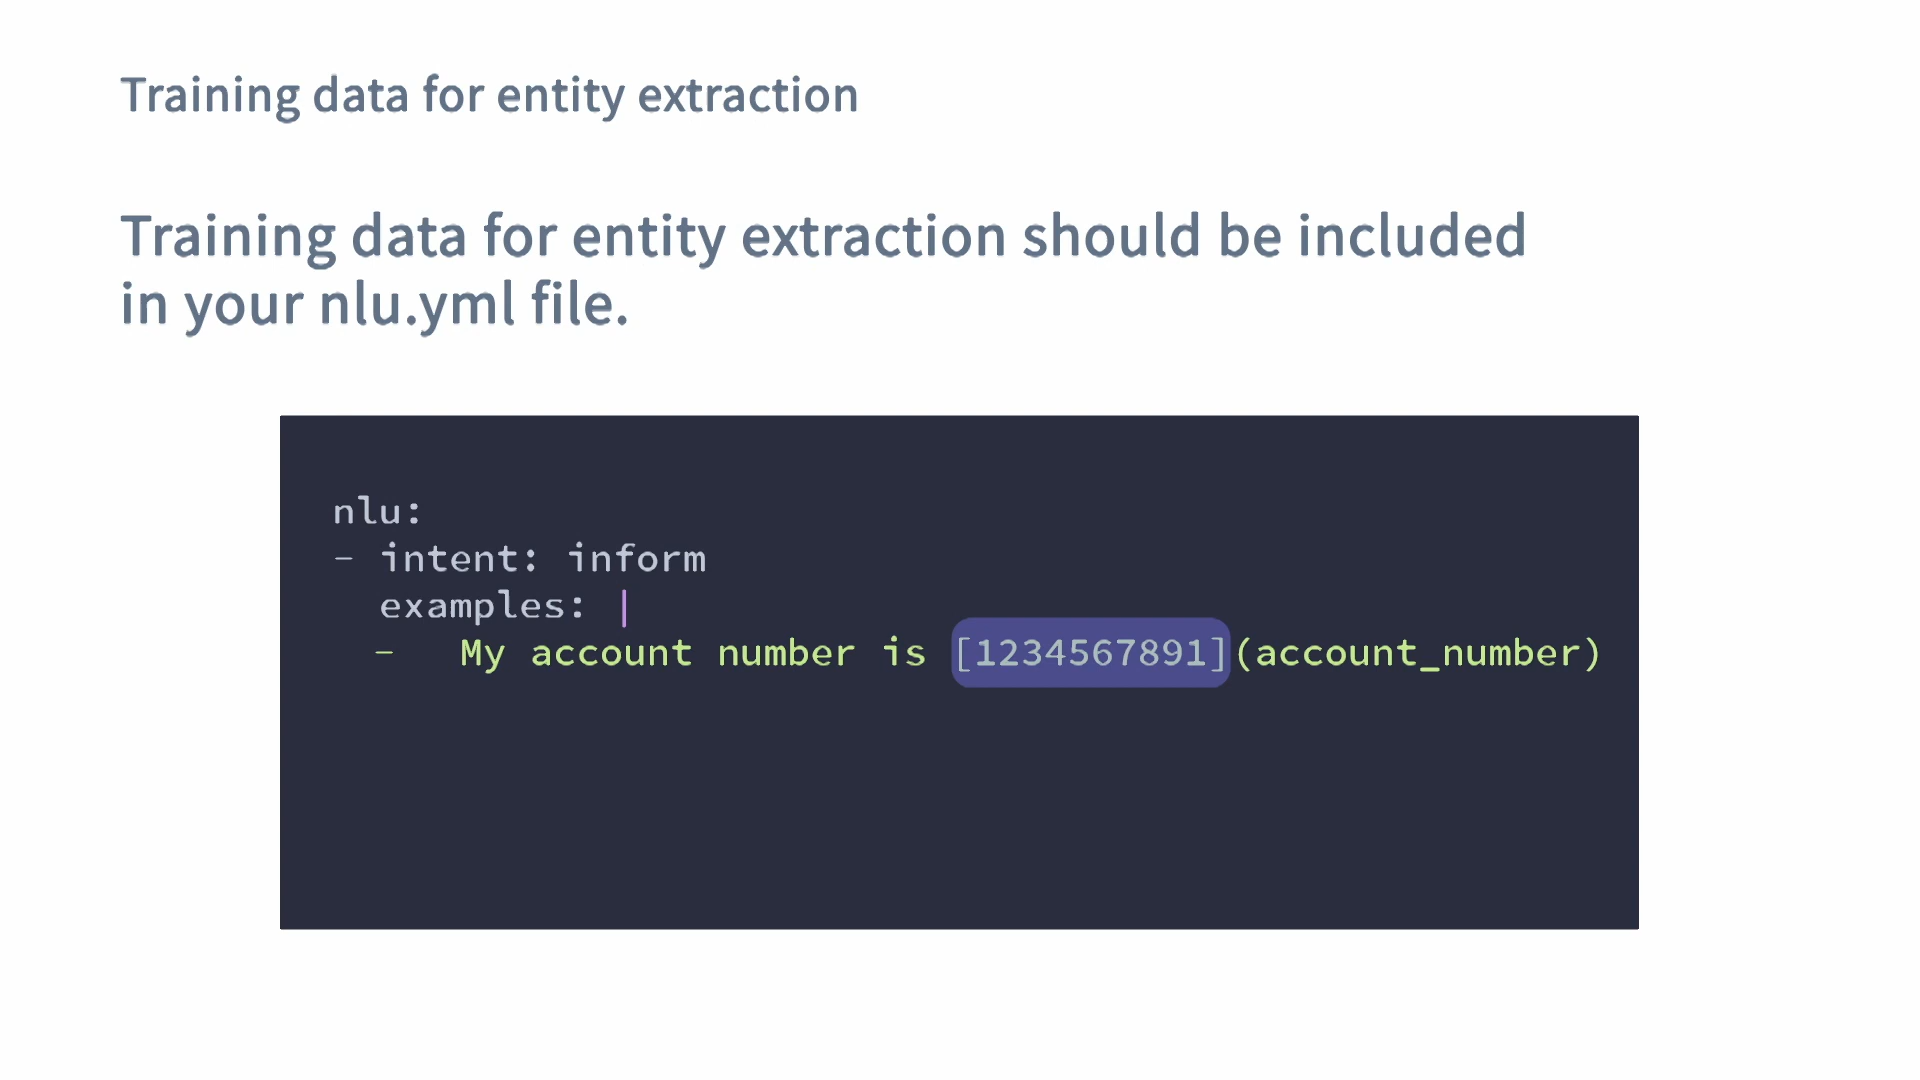 Training data for entity extraction
Training data for entity extraction should be included
in your nlu.yml file.
nlu:
- intent: inform
  examples: |
  -   My account number is [1234567891](account_number)